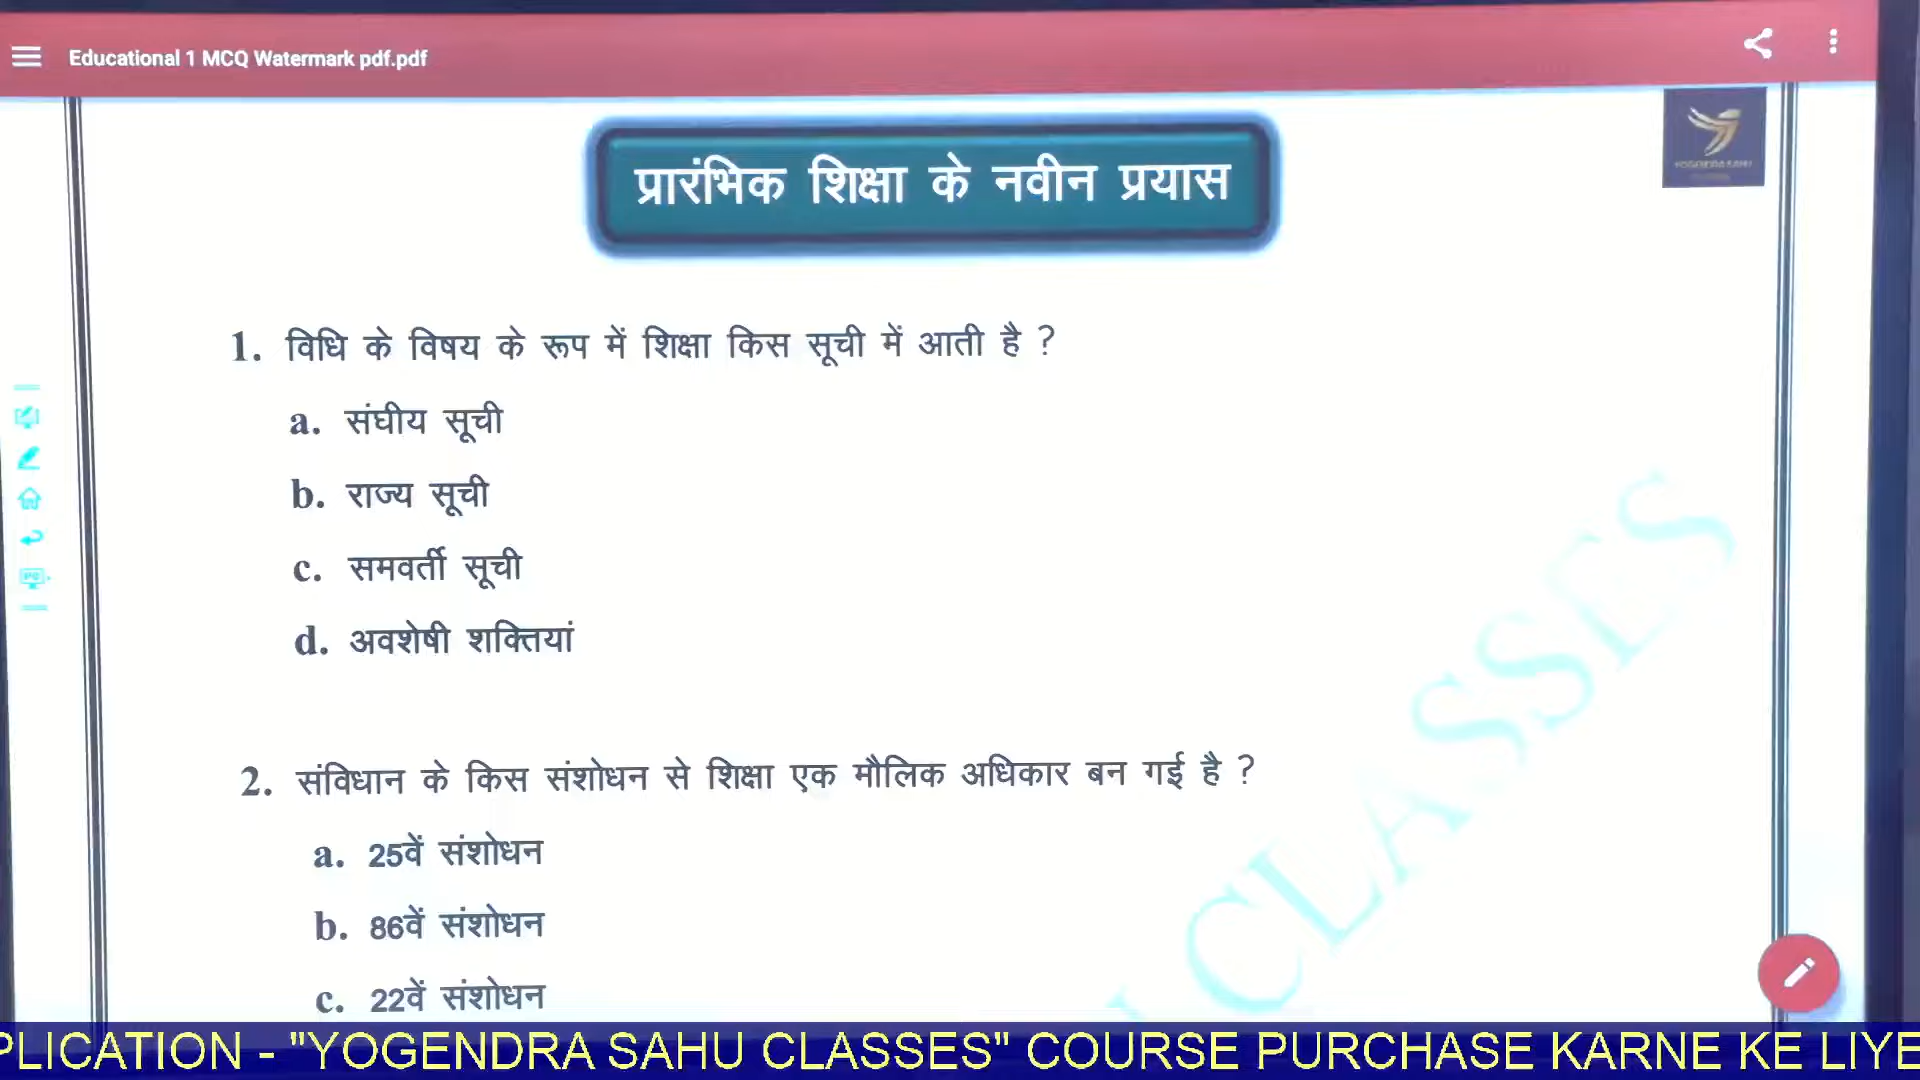 Educational 1 MCQ Watermark pdf.pdf
प्रारंभिक शिक्षा के नवीन प्रयास
1. विधि के विषय के रूप में शिक्षा किस सूची में आती है ?
a. संघीय सूची
b. राज्य सूची
c. समवर्ती सूची
d. अवशेषी शक्तियां
2. संविधान के किस संशोधन से शिक्षा एक मौलिक अधिकार बन गई है ?
a. 25वें संशोधन
b. 86वें संशोधन
c. 22वें संशोधन
CLASSES
PLICATION - "YOGENDRA SAHU CLASSES" COURSE PURCHASE KARNE KE LIYE